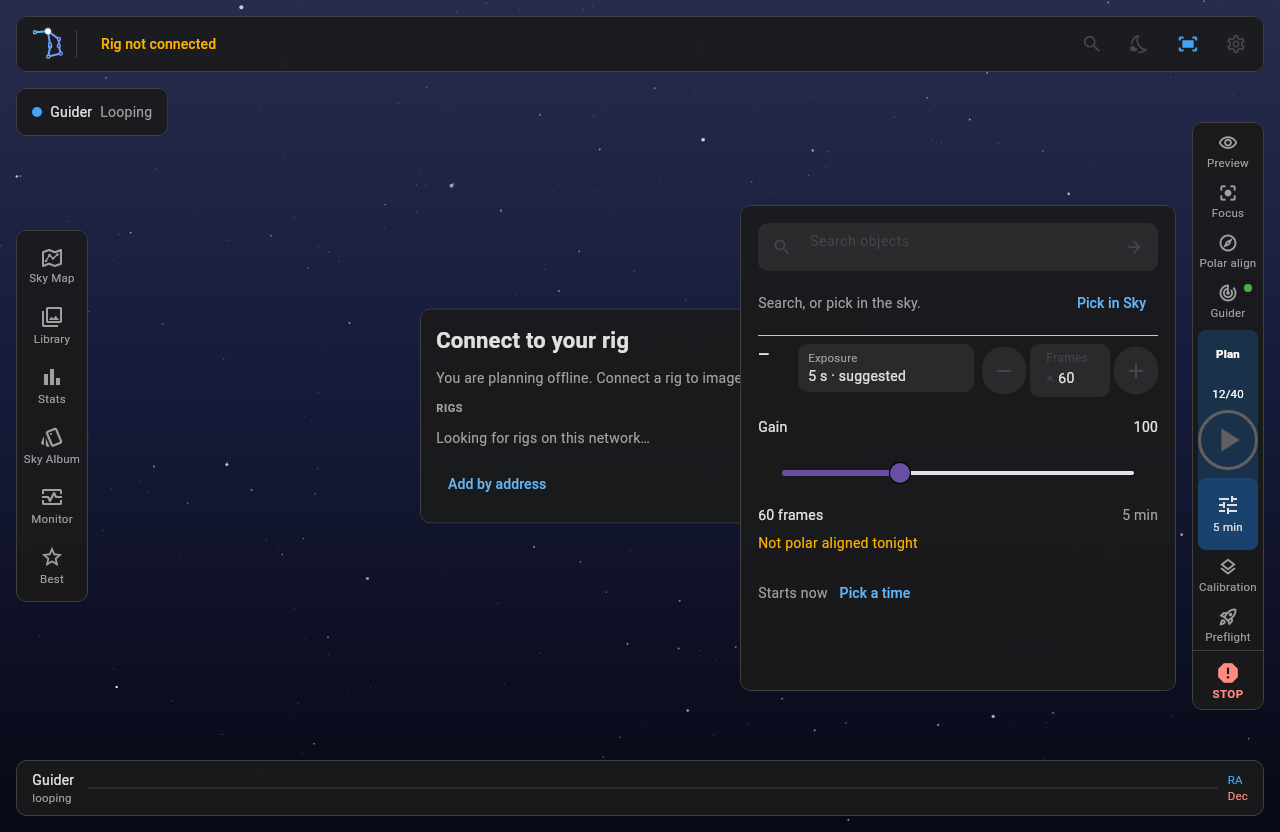 Rig not connected
Guider Looping
Sky Map
Library
Stats
Sky Album
Monitor
Best
Connect to your rig
You are planning offline. Connect a rig to image
RIGS
Looking for rigs on this network…
Add by address
Search objects
Search, or pick in the sky.
Pick in Sky
–
Exposure
5 s · suggested
Frames
× 60
Gain
100
60 frames
5 min
Not polar aligned tonight
Starts now
Pick a time
Preview
Focus
Polar align
Guider
Plan
12/40
5 min
Calibration
Preflight
STOP
Guider
looping
RA
Dec